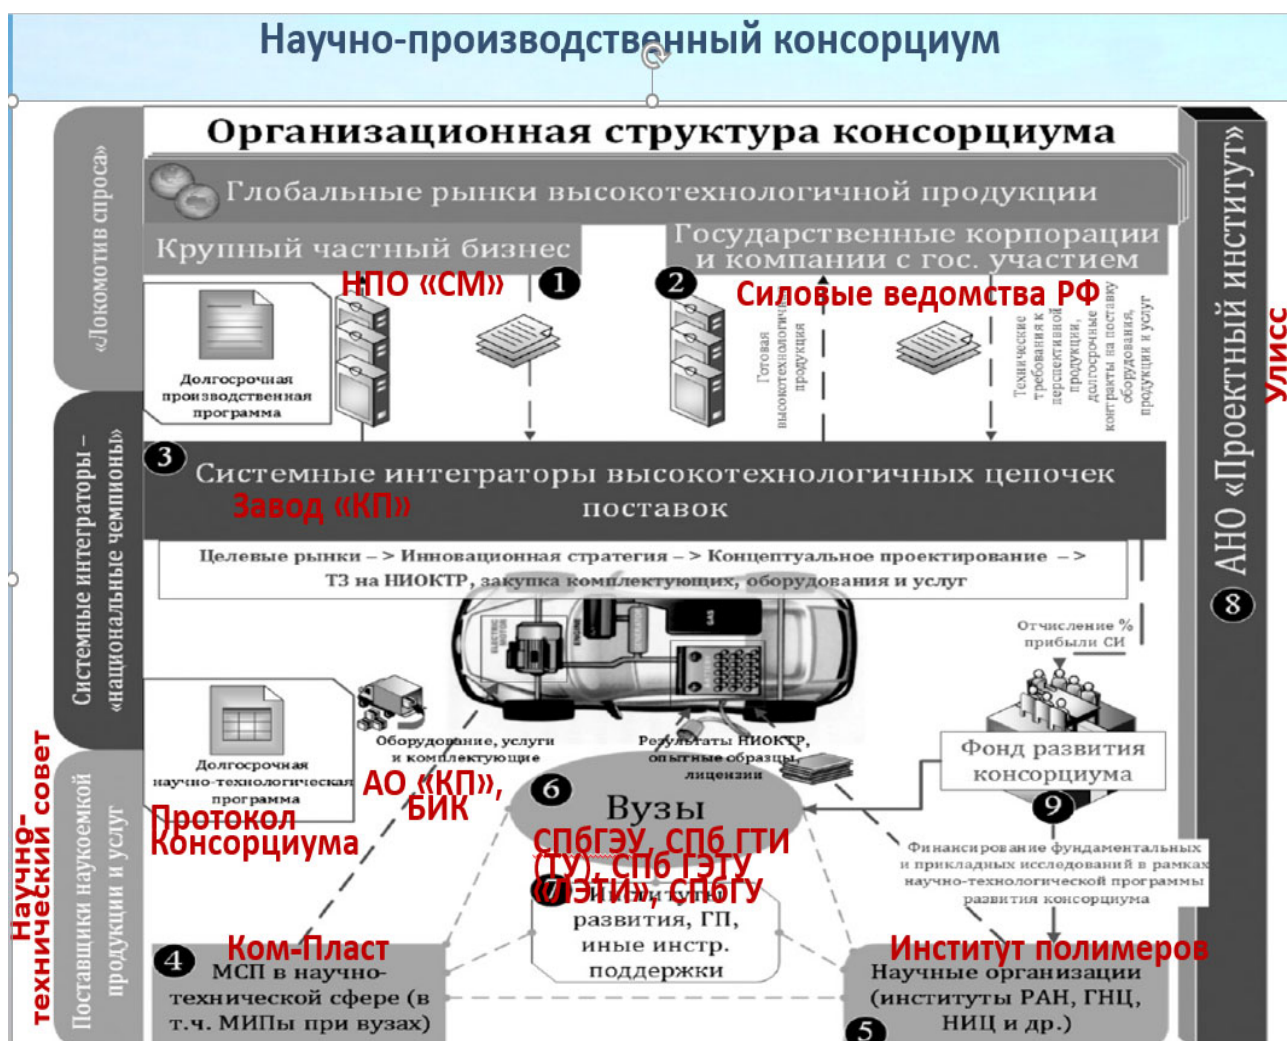 Научно-производственный консорциум
Организационная структура консорциума
«Локомотив спроса»
Глобальные рынки высокотехнологичной продукции
Крупный частный бизнес
Государственные корпорации
и компании с гос. участием
НПО «СМ»
1
2
Силовые ведомства РФ
Долгосрочная
производственная
программа
Готовая
высокотехнологичная
продукция
Технические
требования к
перспективной
продукции,
долгосрочные
контракты на поставку
оборудования,
продукции и услуг
АНО «Проектный институт»
8
Улисс
Системные интеграторы –
«национальные чемпионы»
3
Системные интеграторы высокотехнологичных цепочек
поставок
Завод «КП»
Целевые рынки – > Инновационная стратегия – > Концептуальное проектирование – >
ТЗ на НИОКТР, закупка комплектующих, оборудования и услуг
ELECTRIC
MOTOR
ENGINE
GAS
Отчисление %
прибыли СИ
Долгосрочная
научно-технологическая
программа
Протокол
Консорциума
Оборудование, услуги
и комплектующие
АО «КП»,
БИК
Результаты НИОКТР,
опытные образцы,
лицензии
Фонд развития
консорциума
9
Научно-
технический совет
Поставщики наукоемкой
продукции и услуг
6
Вузы
СПбГЭУ, СПб ГТИ
(ТУ), СПб ГЭТУ
«ЛЭТИ», СПбГУ
Финансирование фундаментальных
и прикладных исследований в рамках
научно-технологической программы
развития консорциума
7
Институты
развития, ГП,
иные инстр.
поддержки
Ком-Пласт
4
МСП в научно-
технической сфере (в
т.ч. МИПы при вузах)
Институт полимеров
Научные организации
(институты РАН, ГНЦ,
НИЦ и др.)
5